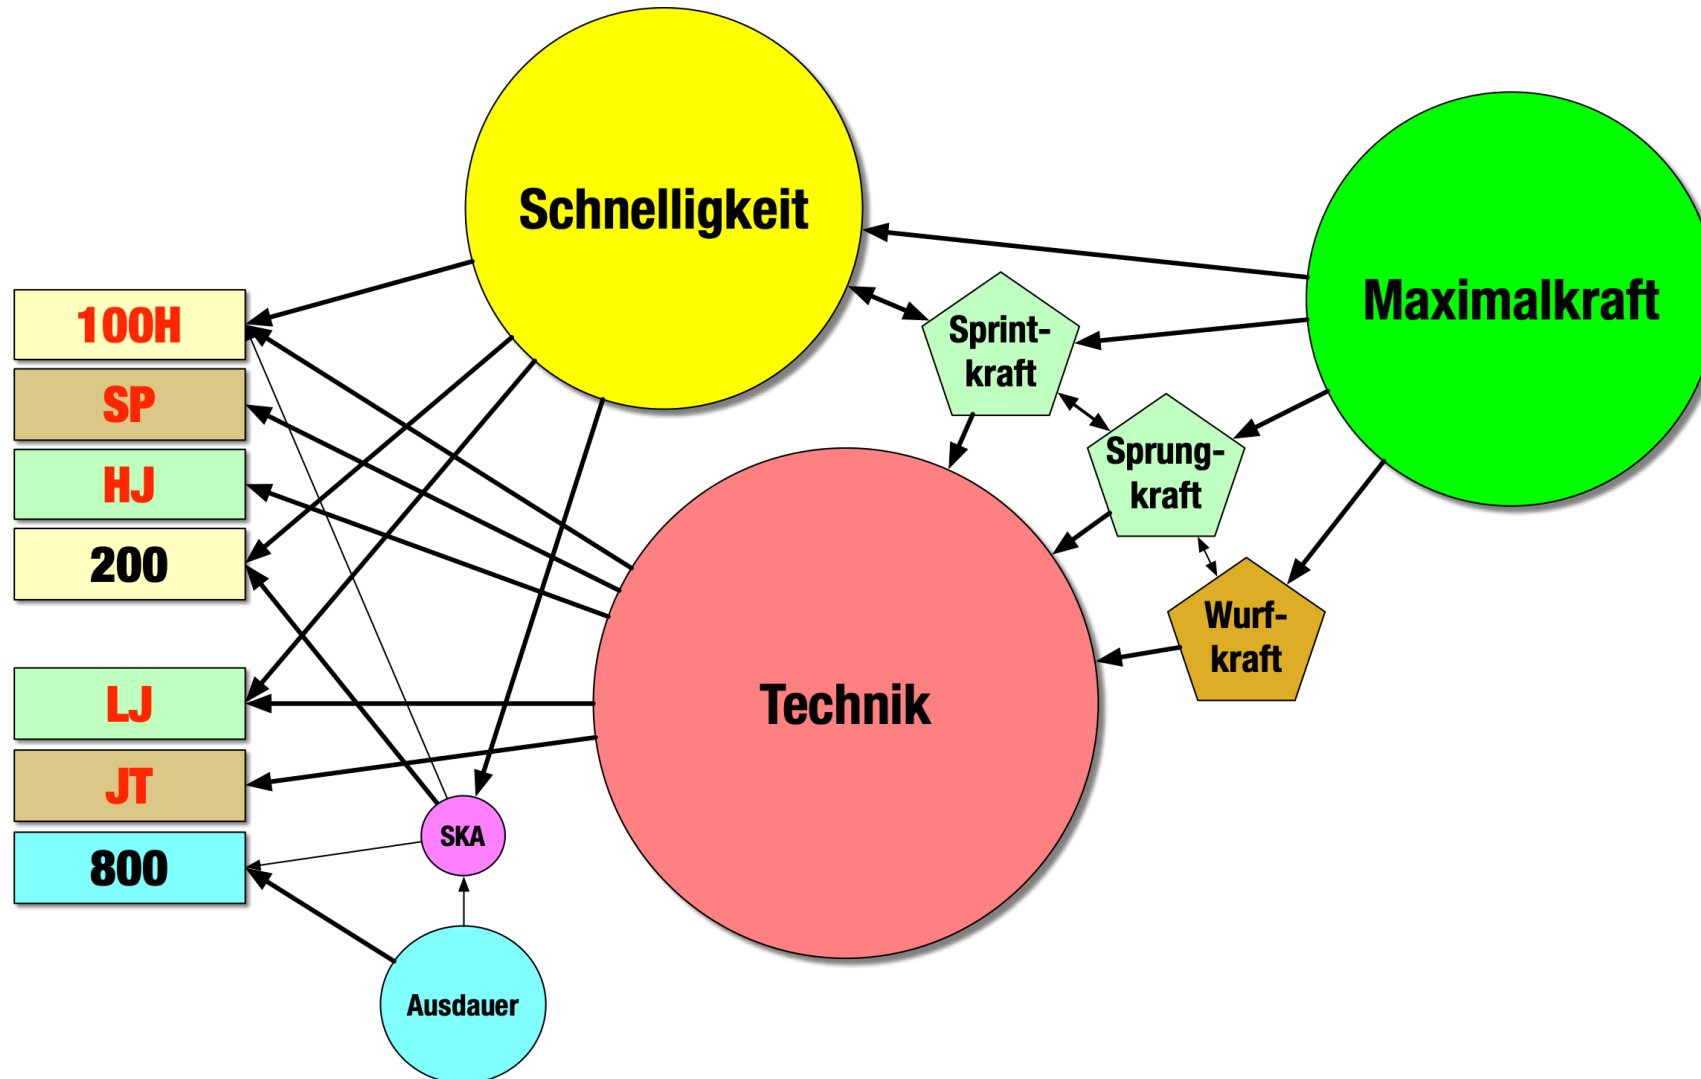 Schnelligkeit
Maximalkraft
100H
SP
HJ
200
LJ
JT
800
Sprint-
kraft
Sprung-
kraft
Wurf-
kraft
Technik
SKA
Ausdauer